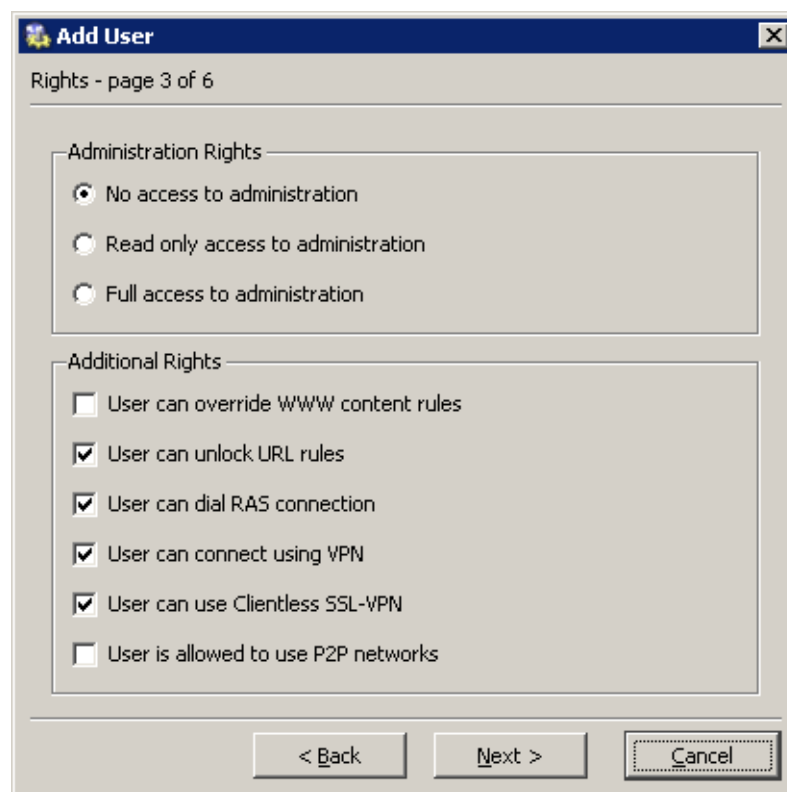 Add User
Rights - page 3 of 6
Administration Rights
No access to administration
Read only access to administration
Full access to administration
Additional Rights
User can override WWW content rules
User can unlock URL rules
User can dial RAS connection
User can connect using VPN
User can use Clientless SSL-VPN
User is allowed to use P2P networks
< Back
Next >
Cancel